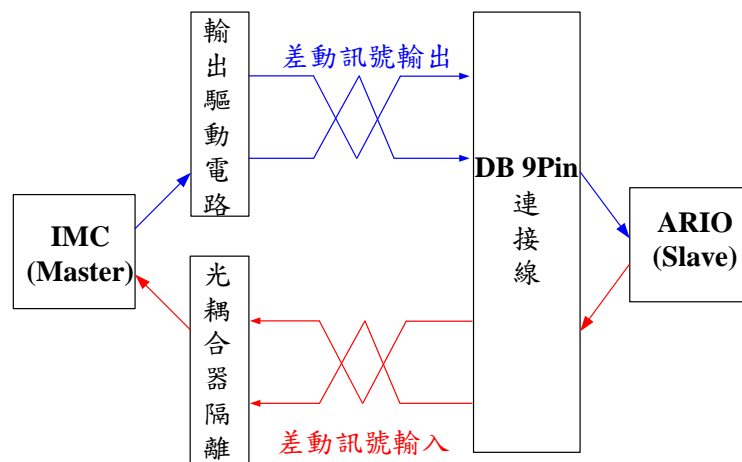 輸出驅動電路
差動訊號輸出
DB 9Pin
連接線
IMC
(Master)
ARIO
(Slave)
光耦合器隔離
差動訊號輸入